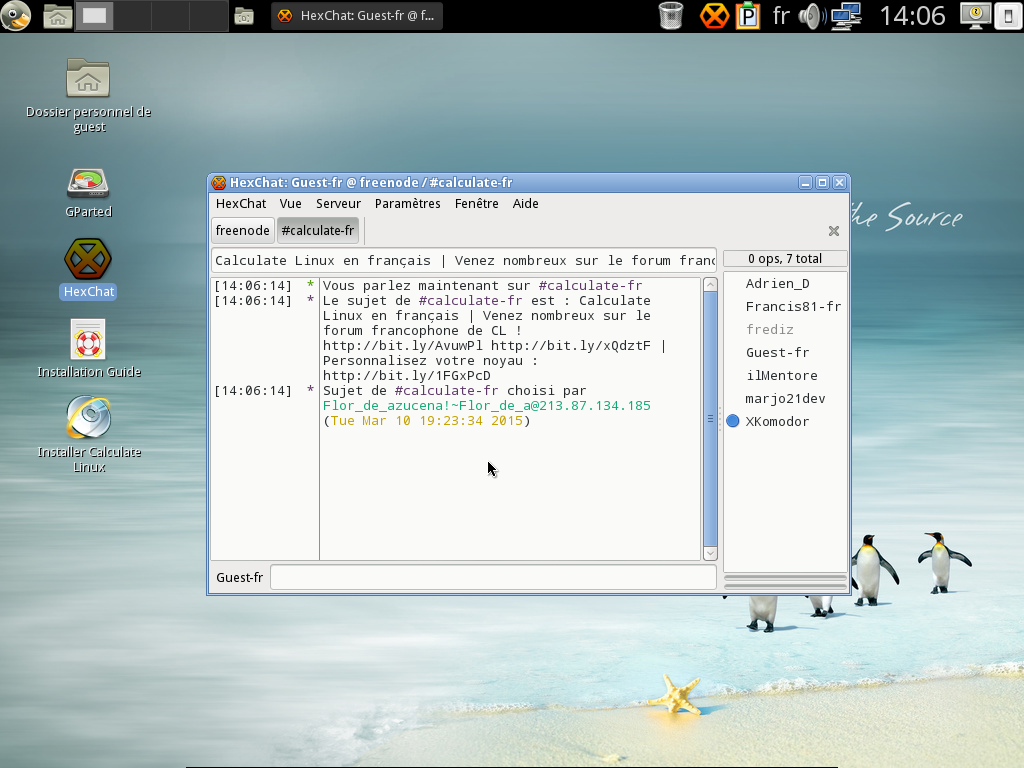 HexChat: Guest-fr @ f...
fr
14:06
Dossier personnel de
guest
GParted
HexChat
Installation Guide
Installer Calculate
Linux
the Source
HexChat: Guest-fr @ freenode / #calculate-fr
HexChat Vue Serveur Paramètres Fenêtre Aide
freenode #calculate-fr
Calculate Linux en français | Venez nombreux sur le forum franc
0 ops, 7 total
[14:06:14] * Vous parlez maintenant sur #calculate-fr
[14:06:14] * Le sujet de #calculate-fr est : Calculate
Linux en français | Venez nombreux sur le
forum francophone de CL !
http://bit.ly/AvuwPl http://bit.ly/xQdztF |
Personnalisez votre noyau :
http://bit.ly/1FGxPcD
[14:06:14] * Sujet de #calculate-fr choisi par
Flor_de_azucena!~Flor_de_a@213.87.134.185
(Tue Mar 10 19:23:34 2015)
Adrien_D
Francis81-fr
frediz
Guest-fr
ilMentore
marjo21dev
XKomodor
Guest-fr